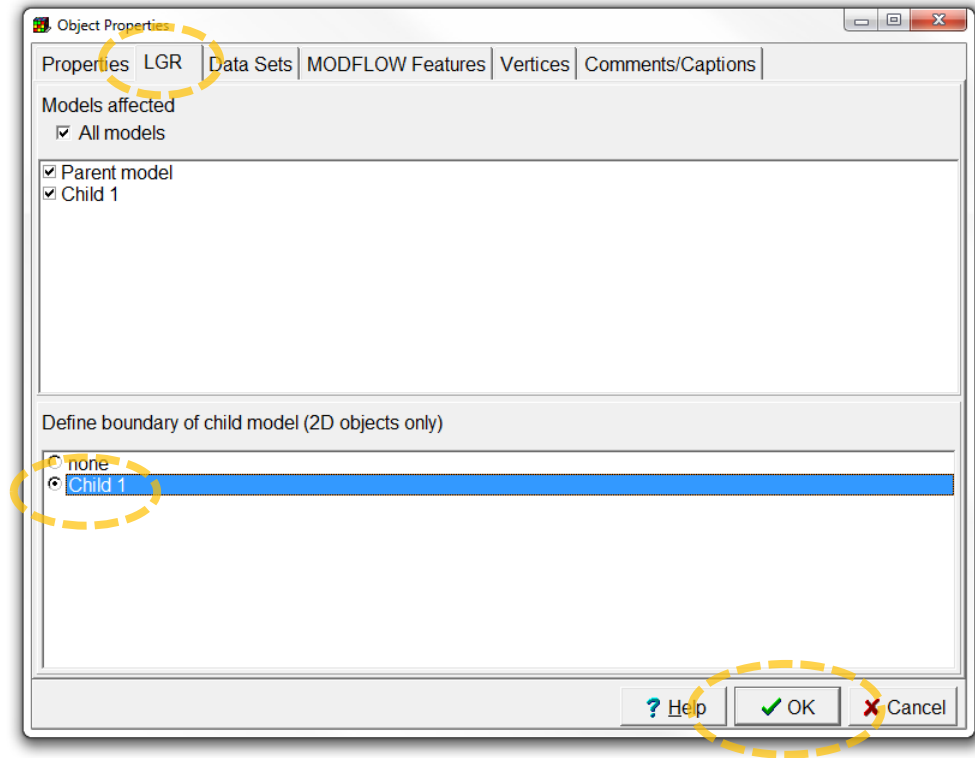 Object Properties
Properties LGR Data Sets MODFLOW Features Vertices Comments/Captions
Models affected
All models
Parent model
Child 1
Define boundary of child model (2D objects only)
none
Child 1
? Help OK Cancel